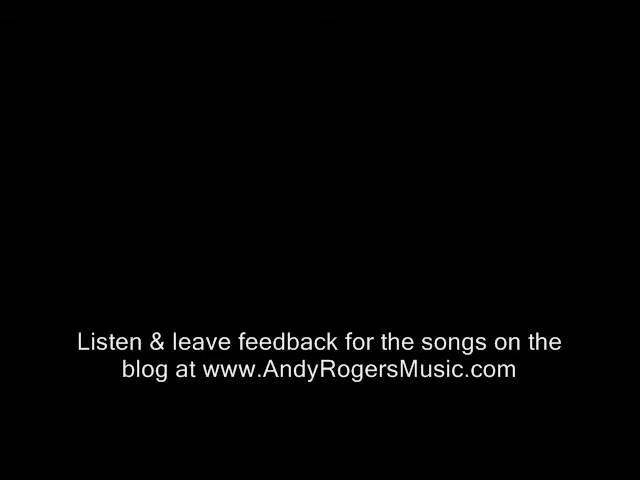 Listen & leave feedback for the songs on the
blog at www.AndyRogersMusic.com